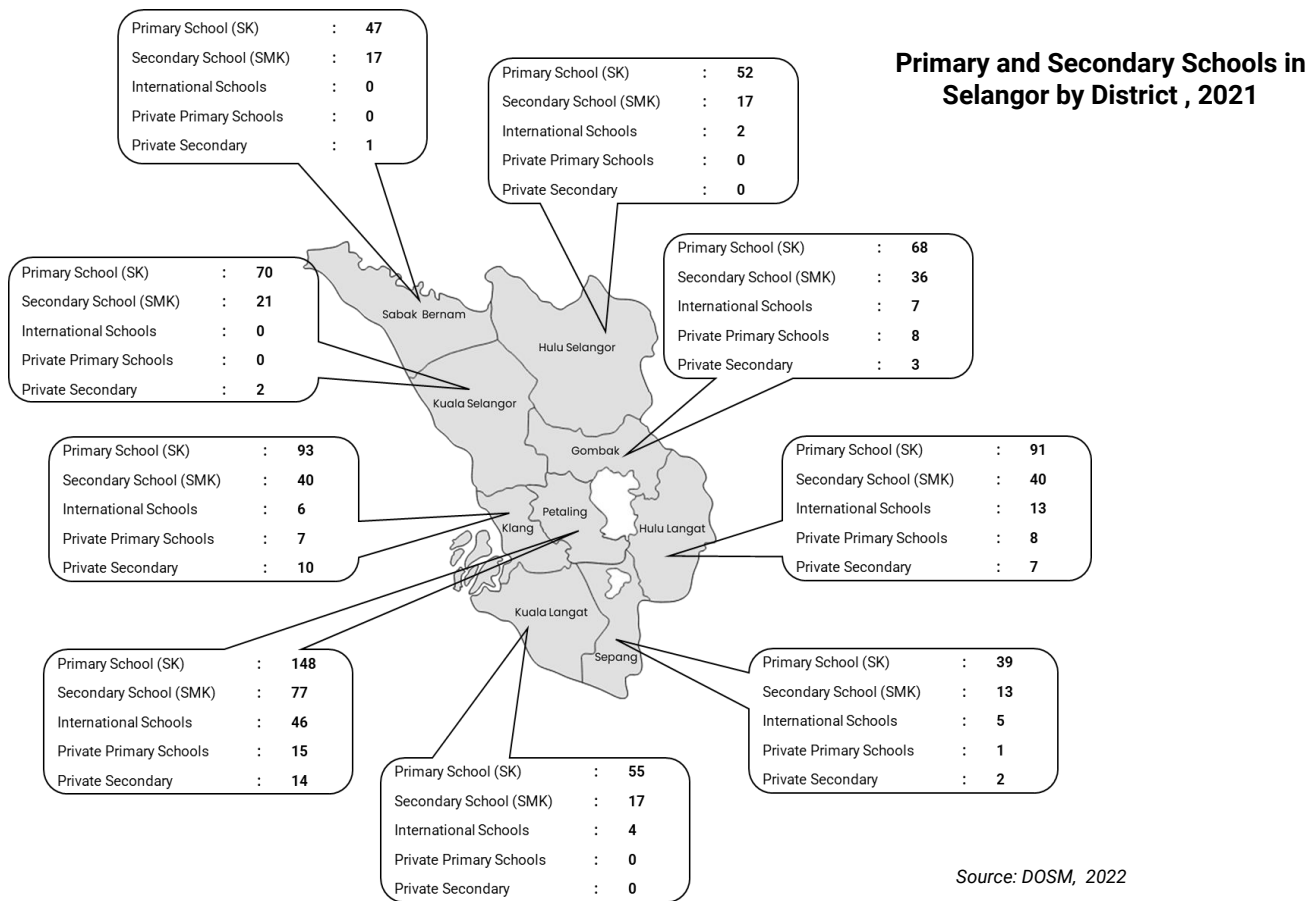 Primary and Secondary Schools in
Selangor by District , 2021
Primary School (SK) : 47
Secondary School (SMK) : 17
International Schools : 0
Private Primary Schools : 0
Private Secondary : 1
Primary School (SK) : 52
Secondary School (SMK) : 17
International Schools : 2
Private Primary Schools : 0
Private Secondary : 0
Primary School (SK) : 68
Secondary School (SMK) : 36
International Schools : 7
Private Primary Schools : 8
Private Secondary : 3
Primary School (SK) : 70
Secondary School (SMK) : 21
International Schools : 0
Private Primary Schools : 0
Private Secondary : 2
Sabak Bernam
Hulu Selangor
Kuala Selangor
Gombak
Petaling
Klang
Hulu Langat
Kuala Langat
Sepang
Primary School (SK) : 93
Secondary School (SMK) : 40
International Schools : 6
Private Primary Schools : 7
Private Secondary : 10
Primary School (SK) : 91
Secondary School (SMK) : 40
International Schools : 13
Private Primary Schools : 8
Private Secondary : 7
Primary School (SK) : 148
Secondary School (SMK) : 77
International Schools : 46
Private Primary Schools : 15
Private Secondary : 14
Primary School (SK) : 39
Secondary School (SMK) : 13
International Schools : 5
Private Primary Schools : 1
Private Secondary : 2
Primary School (SK) : 55
Secondary School (SMK) : 17
International Schools : 4
Private Primary Schools : 0
Private Secondary : 0
Source: DOSM, 2022